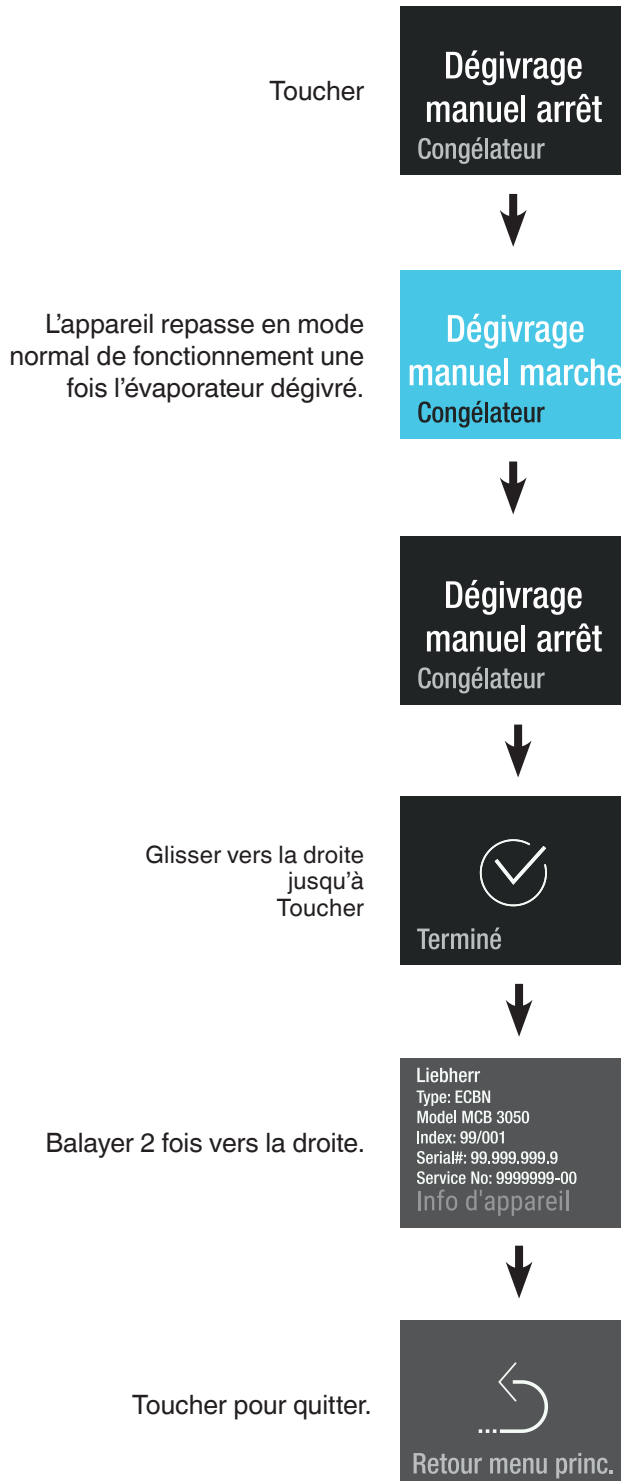 Toucher
Dégivrage
manuel arrêt
Congélateur
L'appareil repasse en mode
normal de fonctionnement une
fois l'évaporateur dégivré.
Dégivrage
manuel marche
Congélateur
Dégivrage
manuel arrêt
Congélateur
Glisser vers la droite
jusqu'à
Toucher
Terminé
Balayer 2 fois vers la droite.
Liebherr
Type: ECBN
Model MCB 3050
Index: 99/001
Serial#: 99.999.999.9
Service No: 9999999-00
Info d'appareil
Toucher pour quitter.
Retour menu princ.